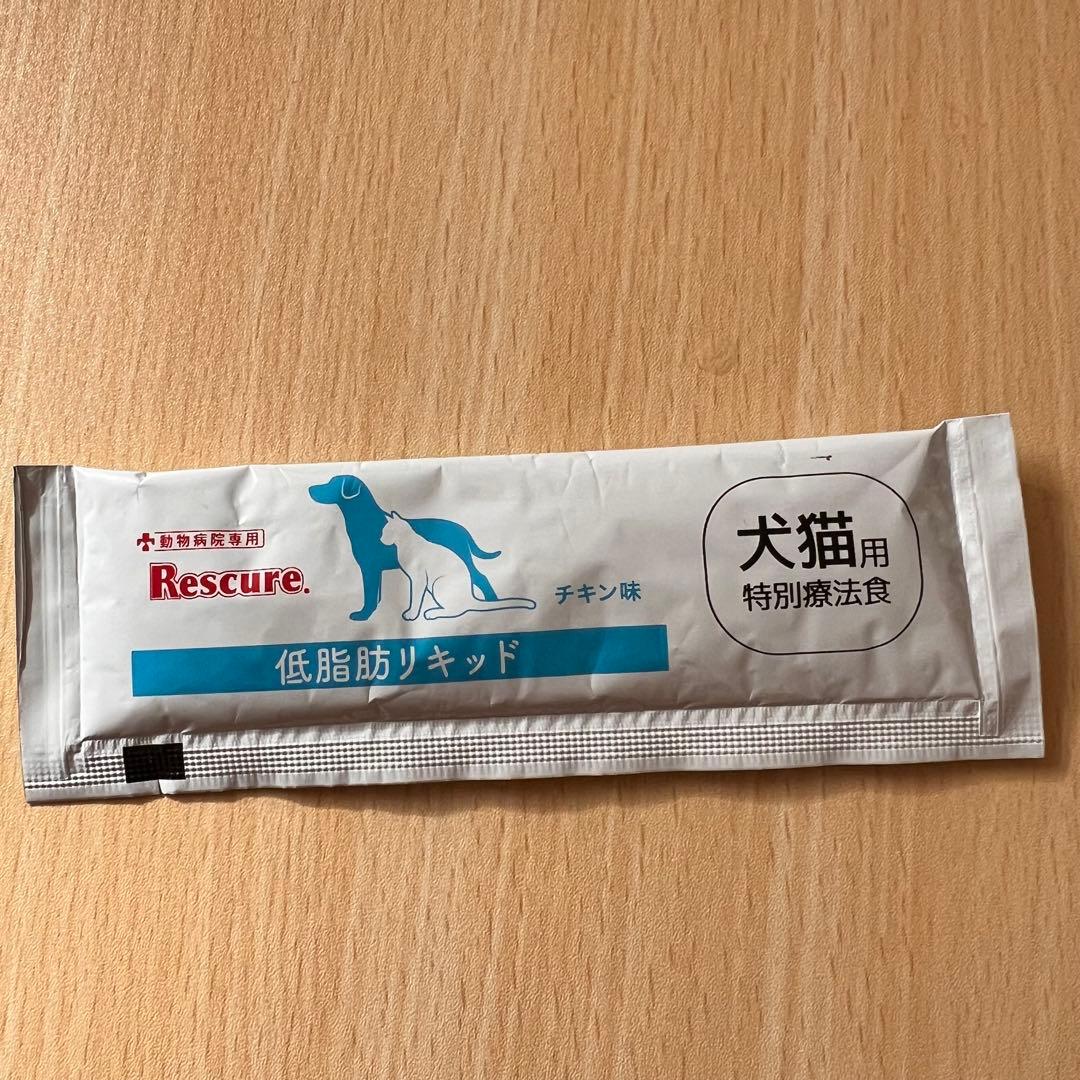 動物病院専用
Rescure.
チキン味
低脂肪リキッド
犬猫用
特別療法食